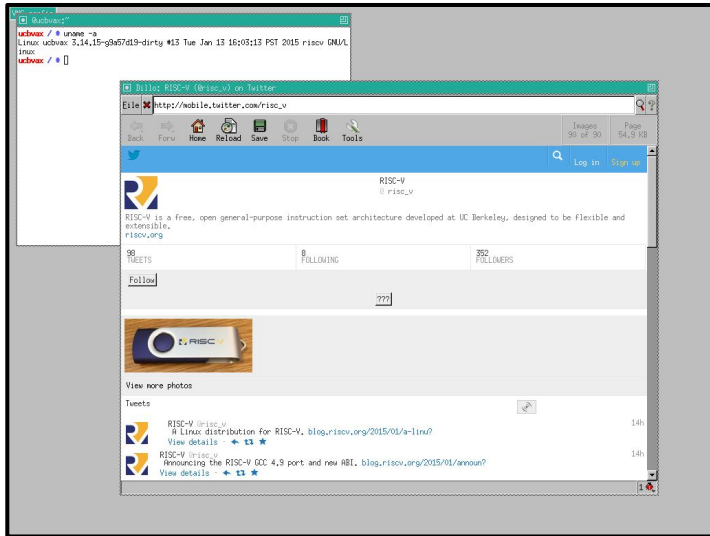 @ucbvax:~
ucbvax / # uname -a
Linux ucbvax 3.14.15-g9a57d19-dirty #13 Tue Jan 13 16:03:13 PST 2015 riscv GNU/L
inux
ucbvax / #
Dillo: RISC-V (@risc_v) on Twitter
File http://mobile.twitter.com/risc_v ?
Back Forw Home Reload Save Stop Book Tools
Images Page
90 of 90 54.9 KB
Log in Sign up
RISC-V
@ risc_v
RISC-V is a free, open general-purpose instruction set architecture developed at UC Berkeley, designed to be flexible and
extensible.
riscv.org
98 8 352
TWEETS FOLLOWING FOLLOWERS
Follow
???
RISC V
View more photos
Tweets
RISC-V @risc_v 14h
A Linux distribution for RISC-V. blog.riscv.org/2015/01/a-linu?
View details ·
RISC-V @risc_v 14h
Announcing the RISC-V GCC 4.9 port and new ABI. blog.riscv.org/2015/01/announ?
View details ·
1